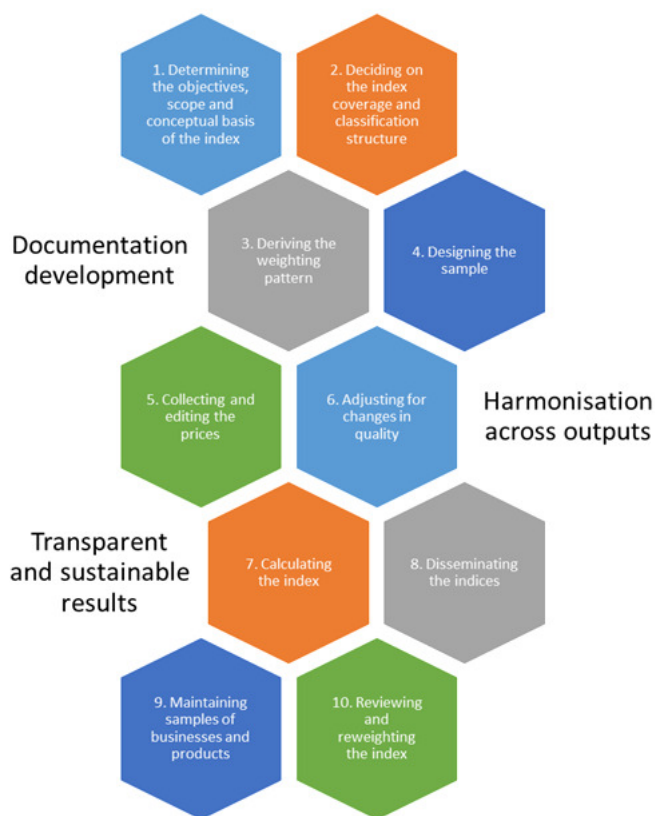 1. Determining
the objectives,
scope and
conceptual basis
of the index
2. Deciding on
the index
coverage and
classification
structure
Documentation
development
3. Deriving the
weighting
pattern
4. Designing the
sample
5. Collecting and
editing the
prices
6. Adjusting for
changes in
quality
Harmonisation
across outputs
Transparent
and sustainable
results
7. Calculating
the index
8. Disseminating
the indices
9. Maintaining
samples of
businesses and
products
10. Reviewing
and
reweighting
the index